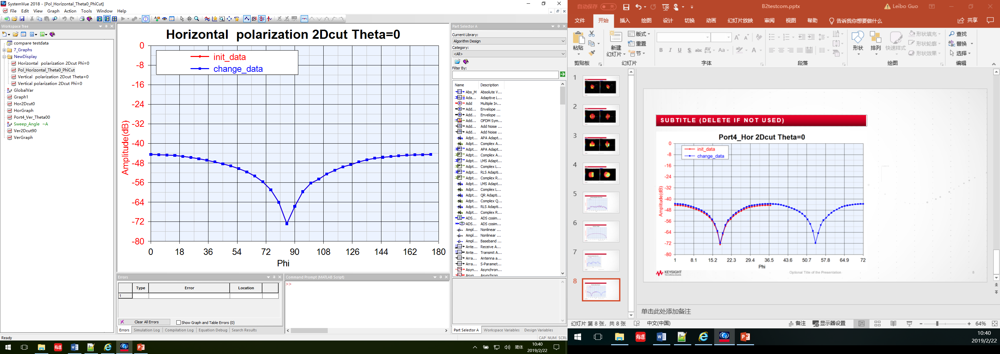 SystemVue 2018 - [Pol_Horizontal_Theta0_PhiCut]
File Edit View Graph Action Tools Window Help
Workspace Tree
compare testdata
7_Graphs
NewDisplay
Horizontal polarization 2Dcut Phi=0
Pol_Horizontal_Theta0_PhiCut
Vertical polarization 2Dcut Theta=0
Vertical polarization 2Dcut Phi=0
GlobalVar
Graph1
Hor2Dcut0
HorGraph
Port4_Ver_Theta00
Sweep_Angle ~A
Ver2Dcut90
VerGraph
Horizontal polarization 2Dcut Theta=0
init_data
change_data
0
-8
-16
-24
-32
-40
-48
-56
-64
-72
-80
Amplitude(dB)
0 18 36 54 72 90 108 126 144 162 180
Phi
Errors
Type Error Location
1
Clear All Errors
Show Graph and Table Errors (0)
Errors Simulation Log Compilation Log Equation Debug Search Results
Command Prompt (MATLAB Script)
>>
Part Selector A
Current Library:
Algorithm Design
Category:
<All>
Filter By:
Name Description
Abs_M Absolute V...
Ada... Adaptive L...
Add Multiple In...
Add... Envelope ...
Add... Envelope ...
Add... OFDM Sym...
Add... Add Noise ...
Add... Add Noise ...
Adpt... APA Adapt...
Adpt... Complex A...
Adpt... APA Adapt...
Adpt... Complex A...
Adpt... LMS Adapt...
Adpt... Complex L...
Adpt... RLS Adapti...
Adpt... Complex R...
Adpt... LMS Adapt...
Adpt... Complex L...
Adpt... QR Adapti...
Adpt... Complex Q...
Adpt... RLS Adapti...
Adpt... Complex R...
ADS... ADS cosim...
ADS... ADS cosim...
Ampl... Nonlinear ...
Ampl... Nonlinear ...
Ampl... Baseband ...
Ante... Receive A...
Ante... Transmit A...
Arra... Antenna a...
Arra... S-Paramet...
Asyn... Asynchron...
Asyn... Asynchron...
Part Selector A Workspace Variables Design Variables
Ready
CAP NUM SCRL
简体
10:40
2019/2/22
自动保存 关
B2testcom.pptx
Leibo Guo
文件 开始 插入 绘图 设计 切换 动画 幻灯片放映 审阅 视图 帮助 告诉我你想要做什么 共享
粘贴
剪贴板
新建
幻灯片
版式
重置
节
幻灯片
B I U S abc AV Aa A
字体
段落
形状 排列 快速样式
形状填充
形状轮廓
形状效果
绘图
查找
替换
选择
编辑
1
2
3
4
5
6
7
8
SUBTITLE (DELETE IF NOT USED)
Port4_Hor 2Dcut Theta=0
init_data
change_data
0
-8
-16
-24
-32
-40
-48
-56
-64
-72
-80
Amplitude(dB)
1 8.1 15.2 22.3 29.4 36.5 43.6 50.7 57.8 64.9 72
Phi
KEYSIGHT
TECHNOLOGIES
Optional Title of the Presentation
8
单击此处添加备注
幻灯片 第 8 张，共 8 张 中文(中国) 备注 显示器设置 64%
10:40
2019/2/22